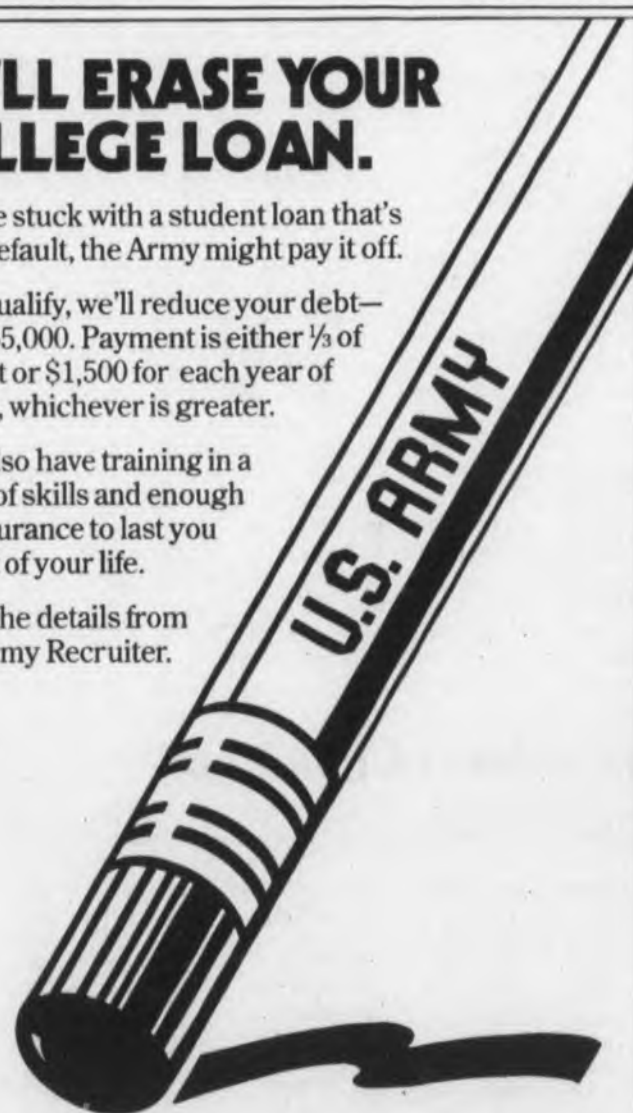 'LL ERASE YOUR
LLEGE LOAN.
e stuck with a student loan that's
default, the Army might pay it off.
ualify, we'll reduce your debt—
5,000. Payment is either ⅓ of
t or $1,500 for each year of
, whichever is greater.
so have training in a
of skills and enough
urance to last you
of your life.
he details from
my Recruiter.
U.S. ARMY